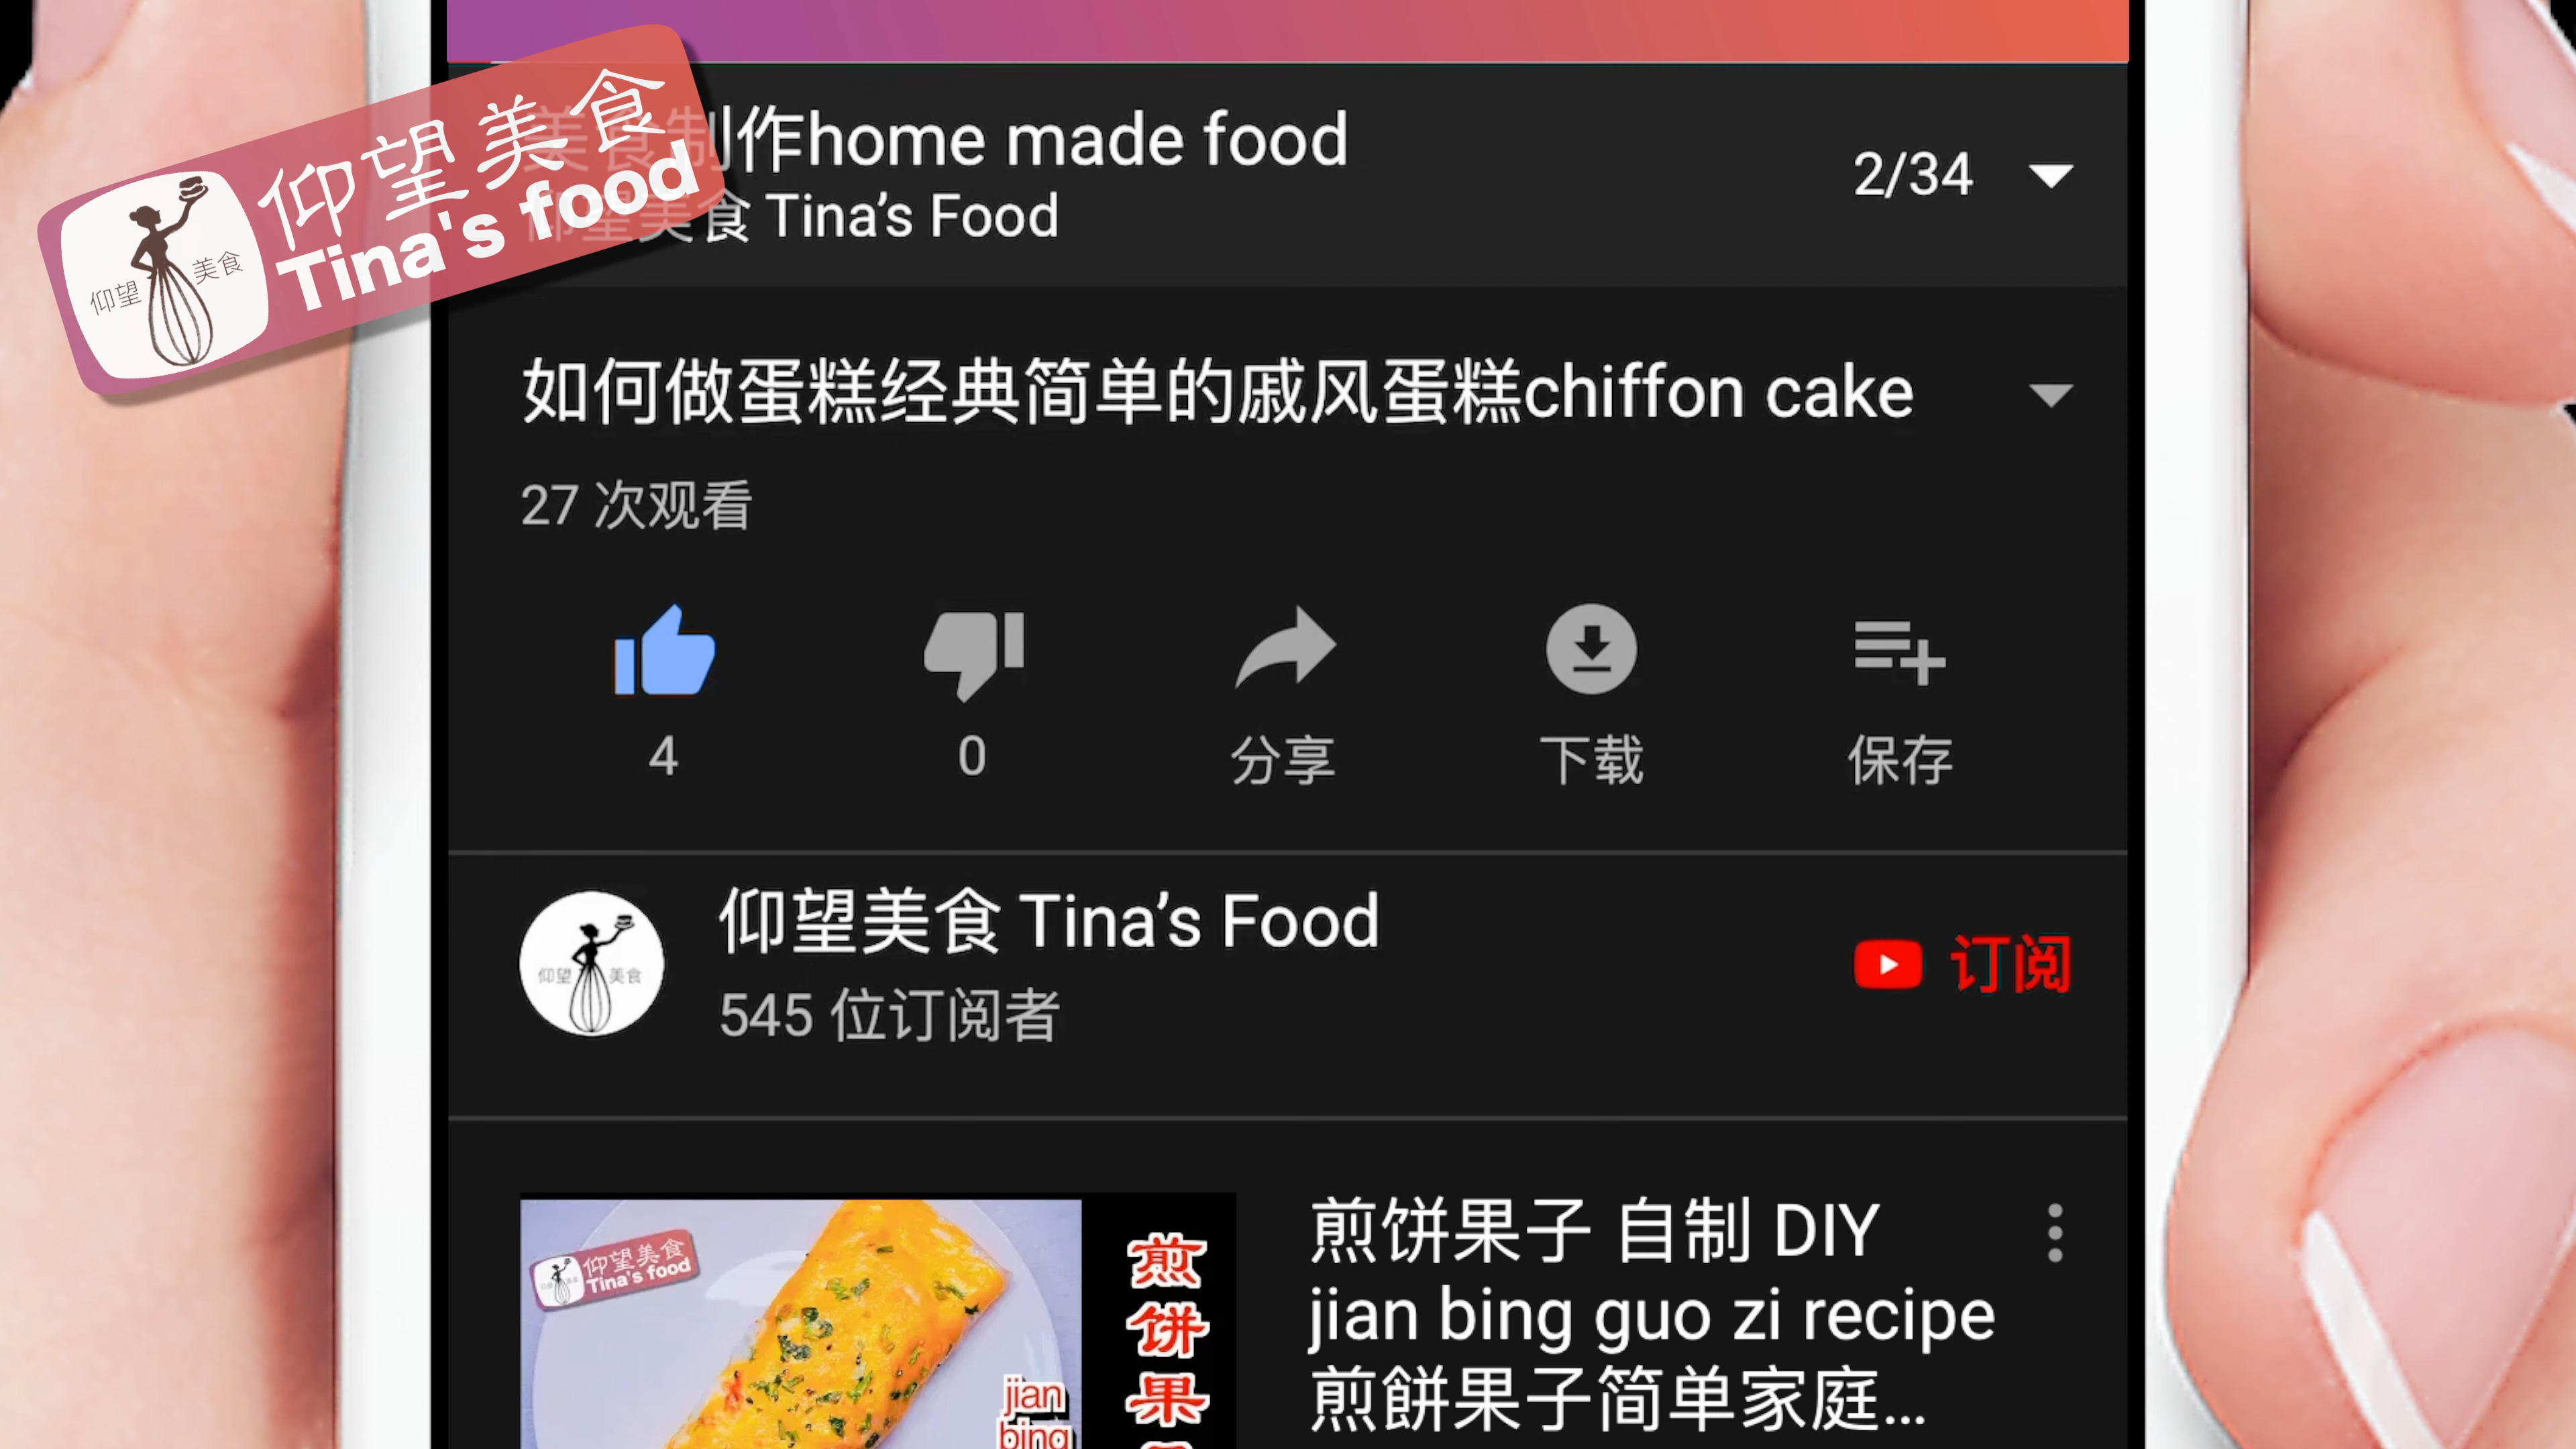 仰望美食
Tina's food
仰望 美食
美食制作home made food
仰望美食 Tina’s Food
2/34
如何做蛋糕经典简单的戚风蛋糕chiffon cake
27 次观看
4
0
分享
下载
保存
仰望美食 Tina’s Food
545 位订阅者
订阅
仰望 美食
仰望美食
Tina's food
jian
bing
煎
饼
果
煎饼果子 自制 DIY
jian bing guo zi recipe
煎餅果子简单家庭...